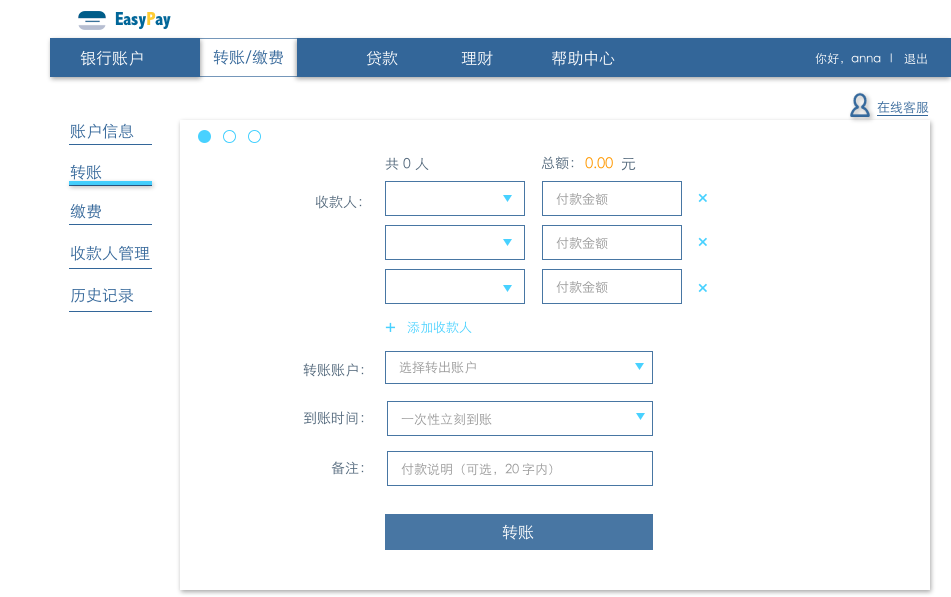 EasyPay
银行账户 转账/缴费 贷款 理财 帮助中心 你好，anna | 退出
在线客服
账户信息
转账
缴费
收款人管理
历史记录
共 0 人 总额： 0.00 元
收款人： 付款金额 ×
付款金额 ×
付款金额 ×
+ 添加收款人
转账账户： 选择转出账户
到账时间： 一次性立刻到账
备注： 付款说明（可选，20 字内）
转账